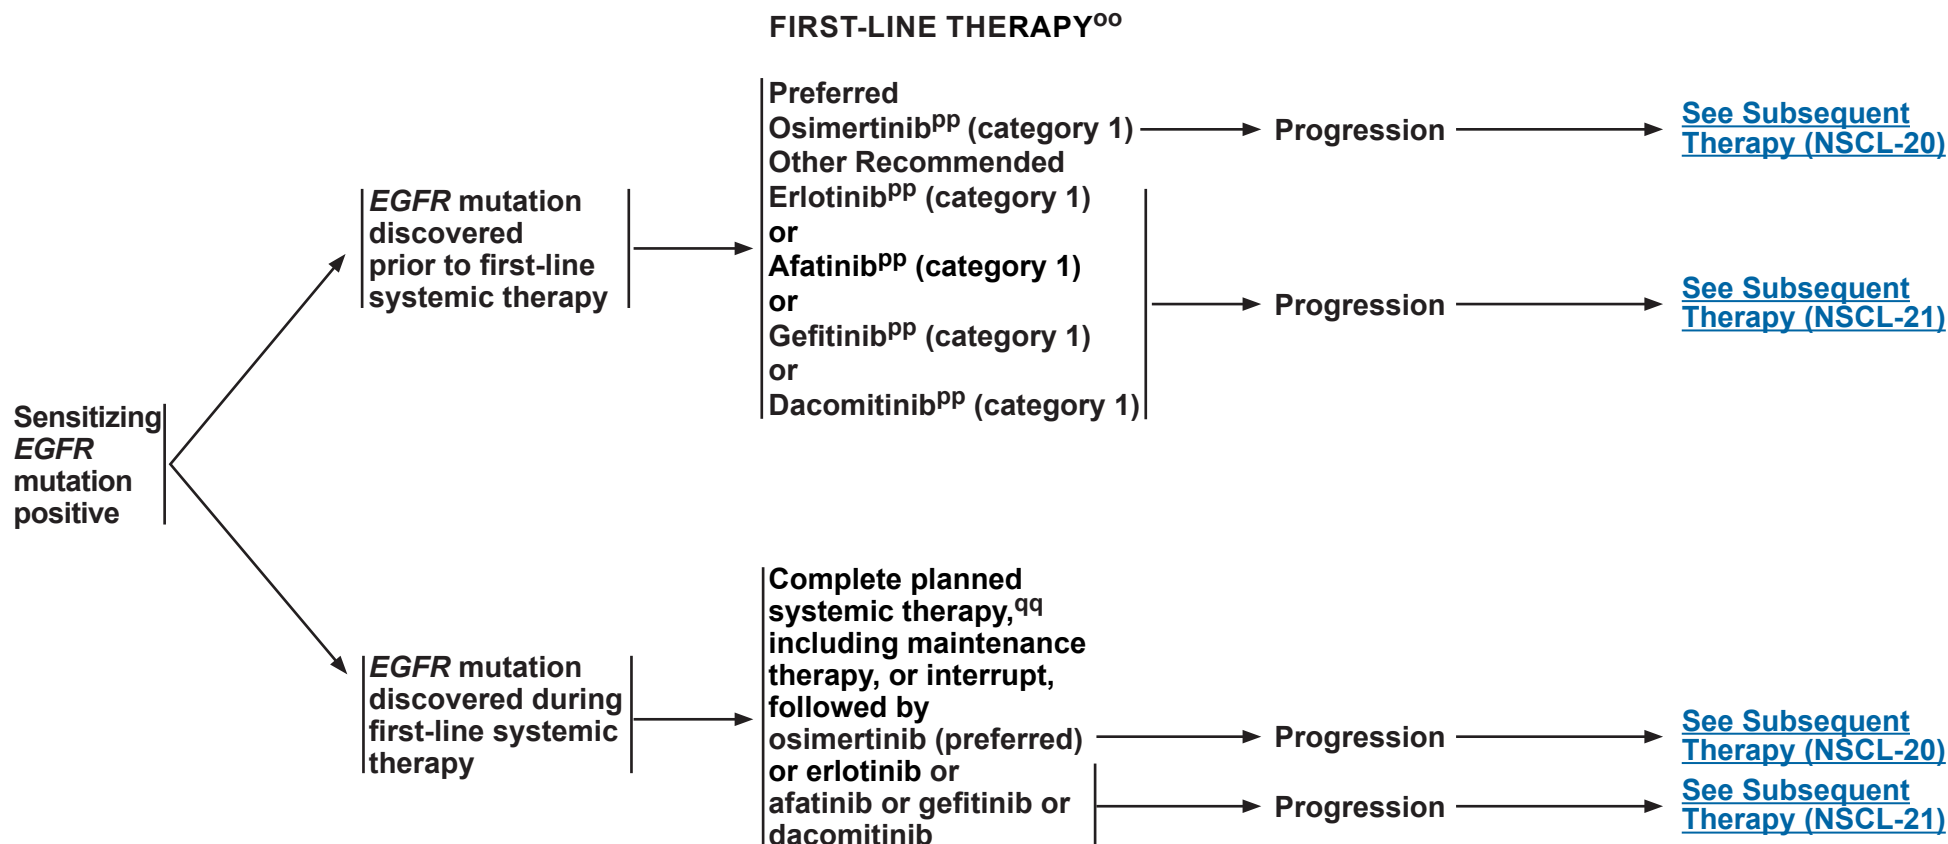 FIRST-LINE THERAPYoo
Preferred
Osimertinibpp (category 1)
Other Recommended
Erlotinibpp (category 1)
or
Afatinibpp (category 1)
or
Gefitinibpp (category 1)
or
Dacomitinibpp (category 1)
Progression
See Subsequent
Therapy (NSCL-20)
Progression
See Subsequent
Therapy (NSCL-21)
EGFR mutation
discovered
prior to first-line
systemic therapy
Sensitizing
EGFR
mutation
positive
EGFR mutation
discovered during
first-line systemic
therapy
Complete planned
systemic therapy,qq
including maintenance
therapy, or interrupt,
followed by
osimertinib (preferred)
or erlotinib or
afatinib or gefitinib or
dacomitinib
Progression
See Subsequent
Therapy (NSCL-20)
Progression
See Subsequent
Therapy (NSCL-21)